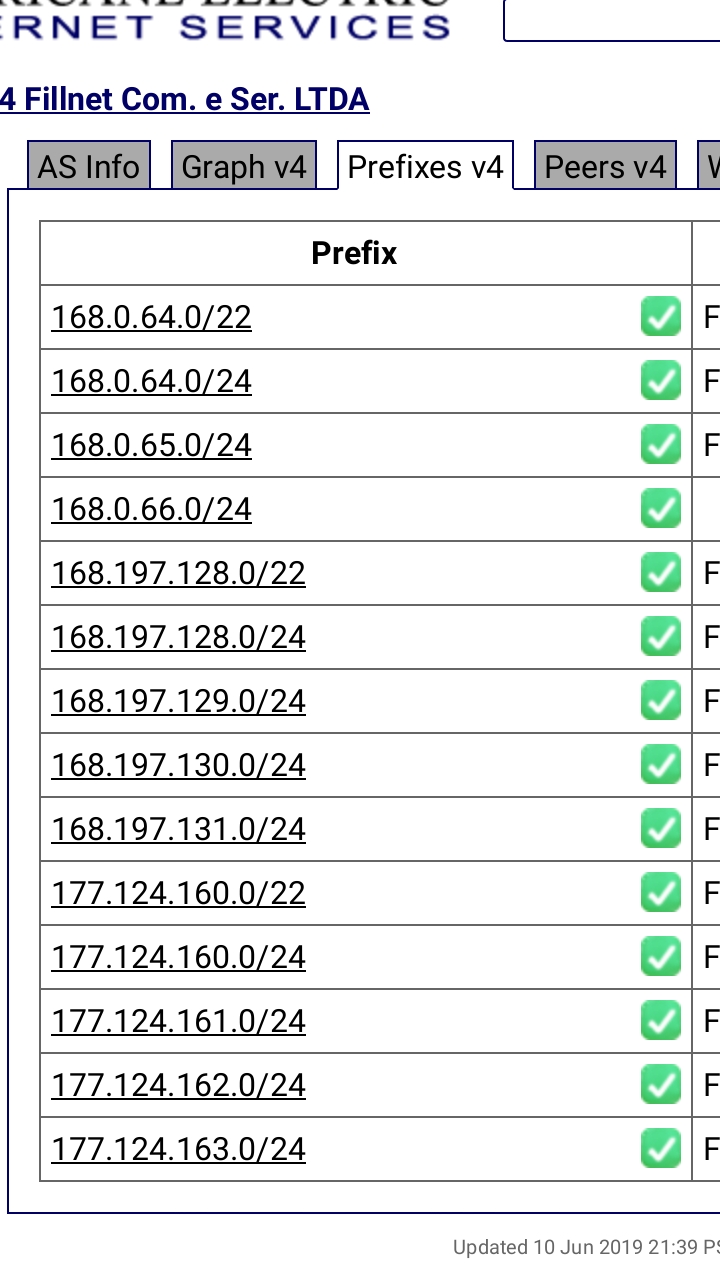 ERNET SERVICES
4 Fillnet Com. e Ser. LTDA
AS Info Graph v4 Prefixes v4 Peers v4
Prefix
168.0.64.0/22 F
168.0.64.0/24 F
168.0.65.0/24 F
168.0.66.0/24
168.197.128.0/22 F
168.197.128.0/24 F
168.197.129.0/24 F
168.197.130.0/24 F
168.197.131.0/24 F
177.124.160.0/22 F
177.124.160.0/24 F
177.124.161.0/24 F
177.124.162.0/24 F
177.124.163.0/24 F
Updated 10 Jun 2019 21:39 PS